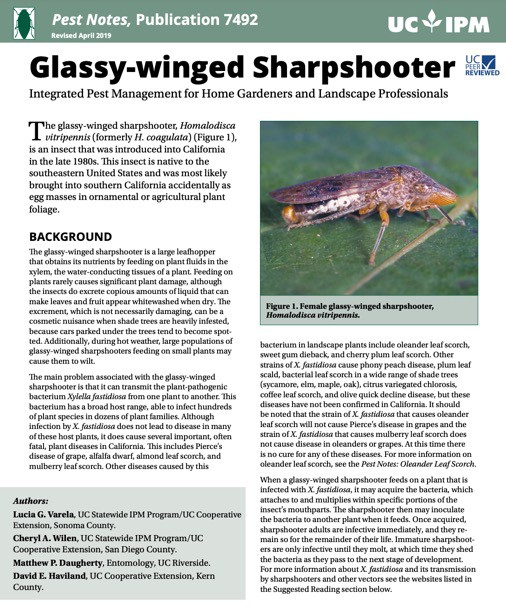 Pest Notes, Publication 7492
Revised April 2019
UC IPM
Glassy-winged Sharpshooter
UC
PEER
REVIEWED
Integrated Pest Management for Home Gardeners and Landscape Professionals
The glassy-winged sharpshooter, Homalodisca
vitripennis (formerly H. coagulata) (Figure 1),
is an insect that was introduced into California
in the late 1980s. This insect is native to the
southeastern United States and was most likely
brought into southern California accidentally as
egg masses in ornamental or agricultural plant
foliage.
BACKGROUND
The glassy-winged sharpshooter is a large leafhopper
that obtains its nutrients by feeding on plant fluids in the
xylem, the water-conducting tissues of a plant. Feeding on
plants rarely causes significant plant damage, although
the insects do excrete copious amounts of liquid that can
make leaves and fruit appear whitewashed when dry. The
excrement, which is not necessarily damaging, can be a
cosmetic nuisance when shade trees are heavily infested,
because cars parked under the trees tend to become spot-
ted. Additionally, during hot weather, large populations of
glassy-winged sharpshooters feeding on small plants may
cause them to wilt.
The main problem associated with the glassy-winged
sharpshooter is that it can transmit the plant-pathogenic
bacterium Xylella fastidiosa from one plant to another. This
bacterium has a broad host range, able to infect hundreds
of plant species in dozens of plant families. Although
infection by X. fastidiosa does not lead to disease in many
of these host plants, it does cause several important, often
fatal, plant diseases in California. This includes Pierce's
disease of grape, alfalfa dwarf, almond leaf scorch, and
mulberry leaf scorch. Other diseases caused by this
Authors:
Lucia G. Varela, UC Statewide IPM Program/UC Cooperative
Extension, Sonoma County.
Cheryl A. Wilen, UC Statewide IPM Program/UC
Cooperative Extension, San Diego County.
Matthew P. Daugherty, Entomology, UC Riverside.
David E. Haviland, UC Cooperative Extension, Kern
County.
Figure 1. Female glassy-winged sharpshooter,
Homalodisca vitripennis.
bacterium in landscape plants include oleander leaf scorch,
sweet gum dieback, and cherry plum leaf scorch. Other
strains of X. fastidiosa cause phony peach disease, plum leaf
scald, bacterial leaf scorch in a wide range of shade trees
(sycamore, elm, maple, oak), citrus variegated chlorosis,
coffee leaf scorch, and olive quick decline disease, but these
diseases have not been confirmed in California. It should
be noted that the strain of X. fastidiosa that causes oleander
leaf scorch will not cause Pierce's disease in grapes and the
strain of X. fastidiosa that causes mulberry leaf scorch does
not cause disease in oleanders or grapes. At this time there
is no cure for any of these diseases. For more information on
oleander leaf scorch, see the Pest Notes: Oleander Leaf Scorch.
When a glassy-winged sharpshooter feeds on a plant that is
infected with X. fastidiosa, it may acquire the bacteria, which
attaches to and multiplies within on specific portions of the
insect's mouthparts. The sharpshooter then may inoculate
the bacteria to another plant when it feeds. Once acquired,
sharpshooter adults are infective immediately, and they re-
main so for the remainder of their life. Immature sharpshoot-
ers are only infective until they molt, at which time they shed
the bacteria as they pass to the next stage of development.
For more information about X. fastidiosa and its transmission
by sharpshooters and other vectors see the websites listed in
the Suggested Reading section below.